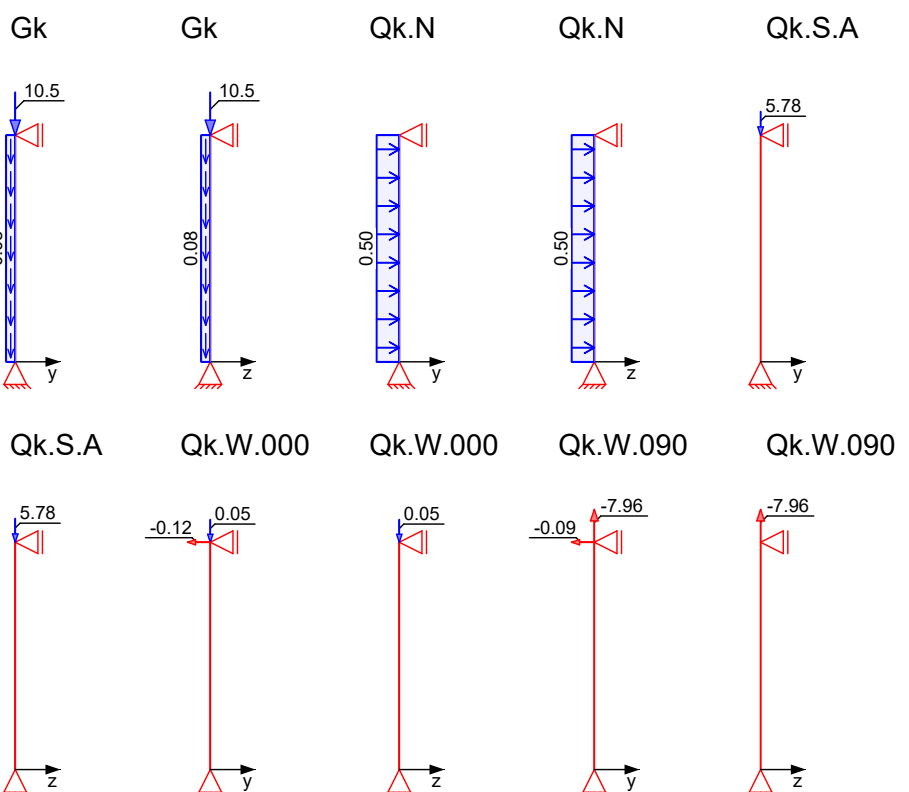 Gk Gk Qk.N Qk.N Qk.S.A
10.5 10.5 5.78
0.08 0.50 0.50
y z y z y
Qk.S.A Qk.W.000 Qk.W.000 Qk.W.090 Qk.W.090
5.78 -0.12 0.05 0.05 -0.09 -7.96 -7.96
z y z y z